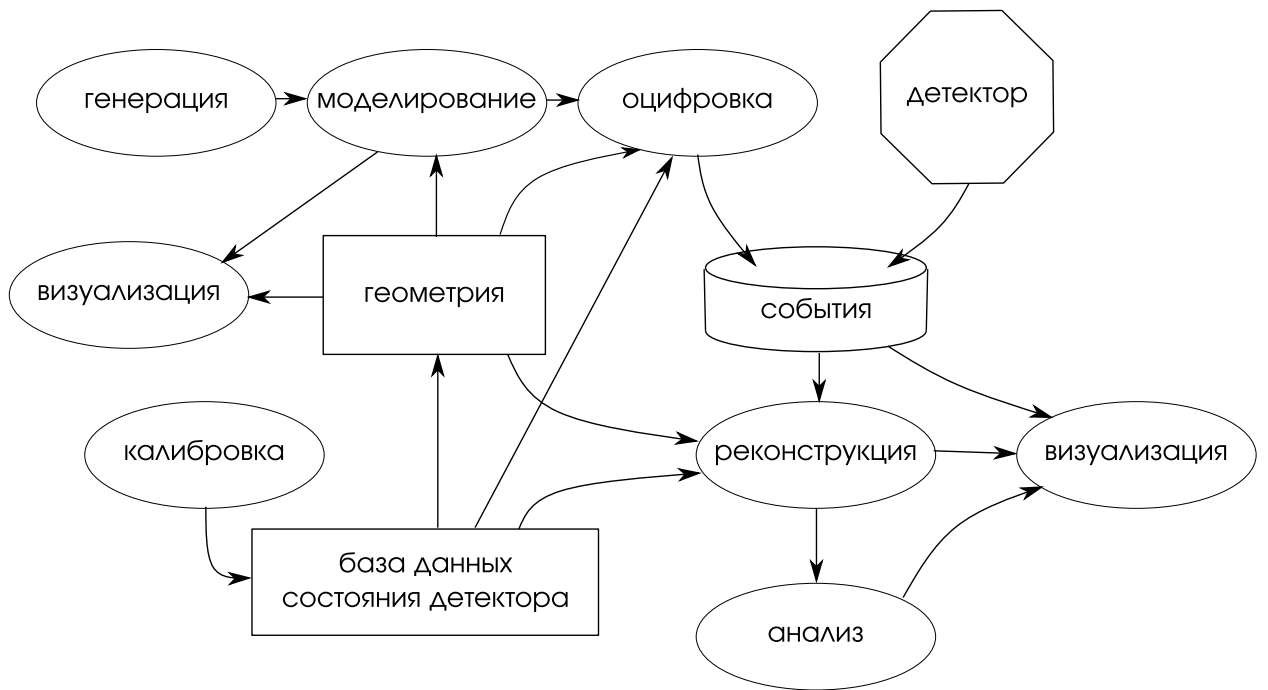 генерация
моделирование
оцифровка
детектор
визуализация
геометрия
события
калибровка
реконструкция
визуализация
база данных
состояния детектора
анализ